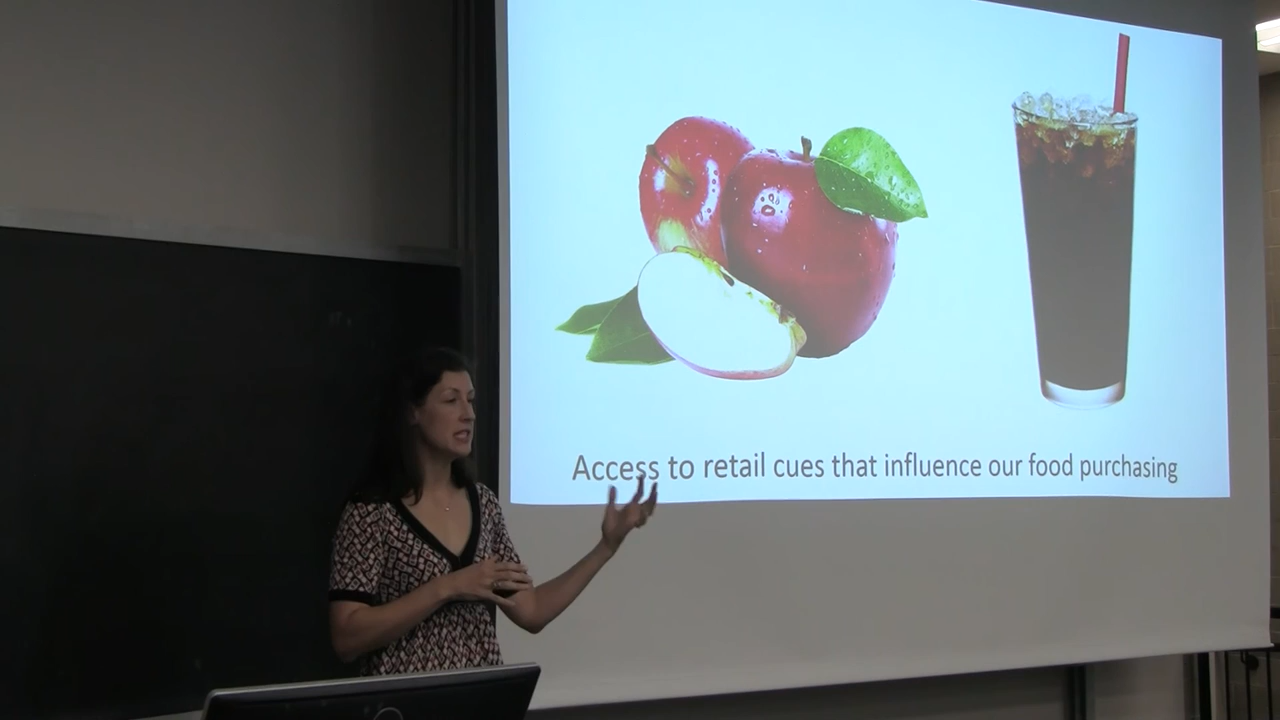 Access to retail cues that influence our food purchasing